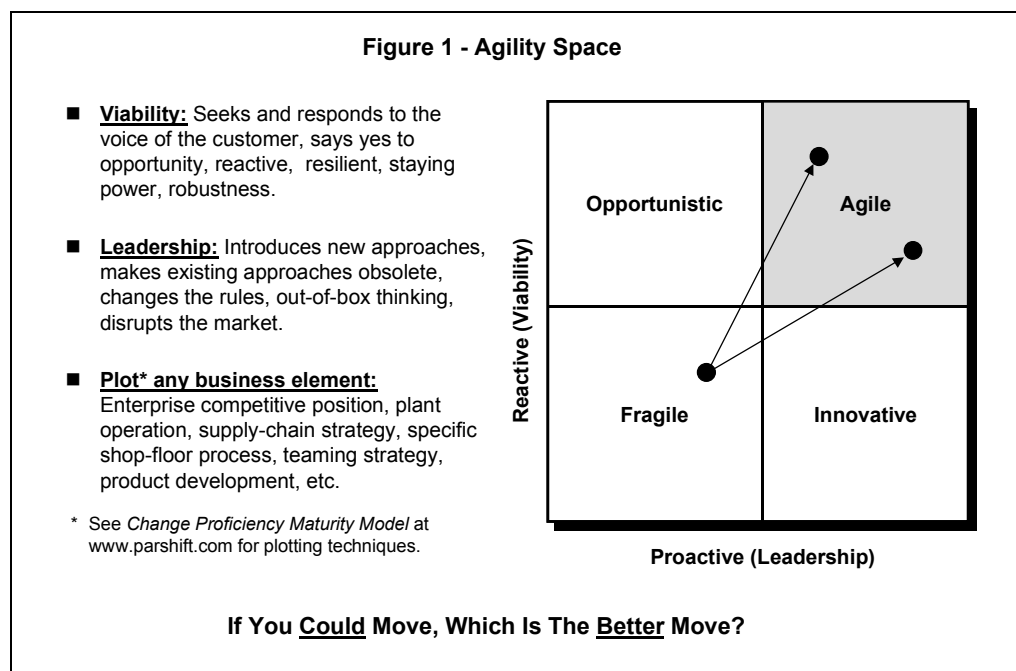 Figure 1 - Agility Space
■ Viability: Seeks and responds to the
voice of the customer, says yes to
opportunity, reactive, resilient, staying
power, robustness.
■ Leadership: Introduces new approaches,
makes existing approaches obsolete,
changes the rules, out-of-box thinking,
disrupts the market.
■ Plot* any business element:
Enterprise competitive position, plant
operation, supply-chain strategy, specific
shop-floor process, teaming strategy,
product development, etc.
* See Change Proficiency Maturity Model at
www.parshift.com for plotting techniques.
Reactive (Viability)
Opportunistic
Agile
Fragile
Innovative
Proactive (Leadership)
If You Could Move, Which Is The Better Move?